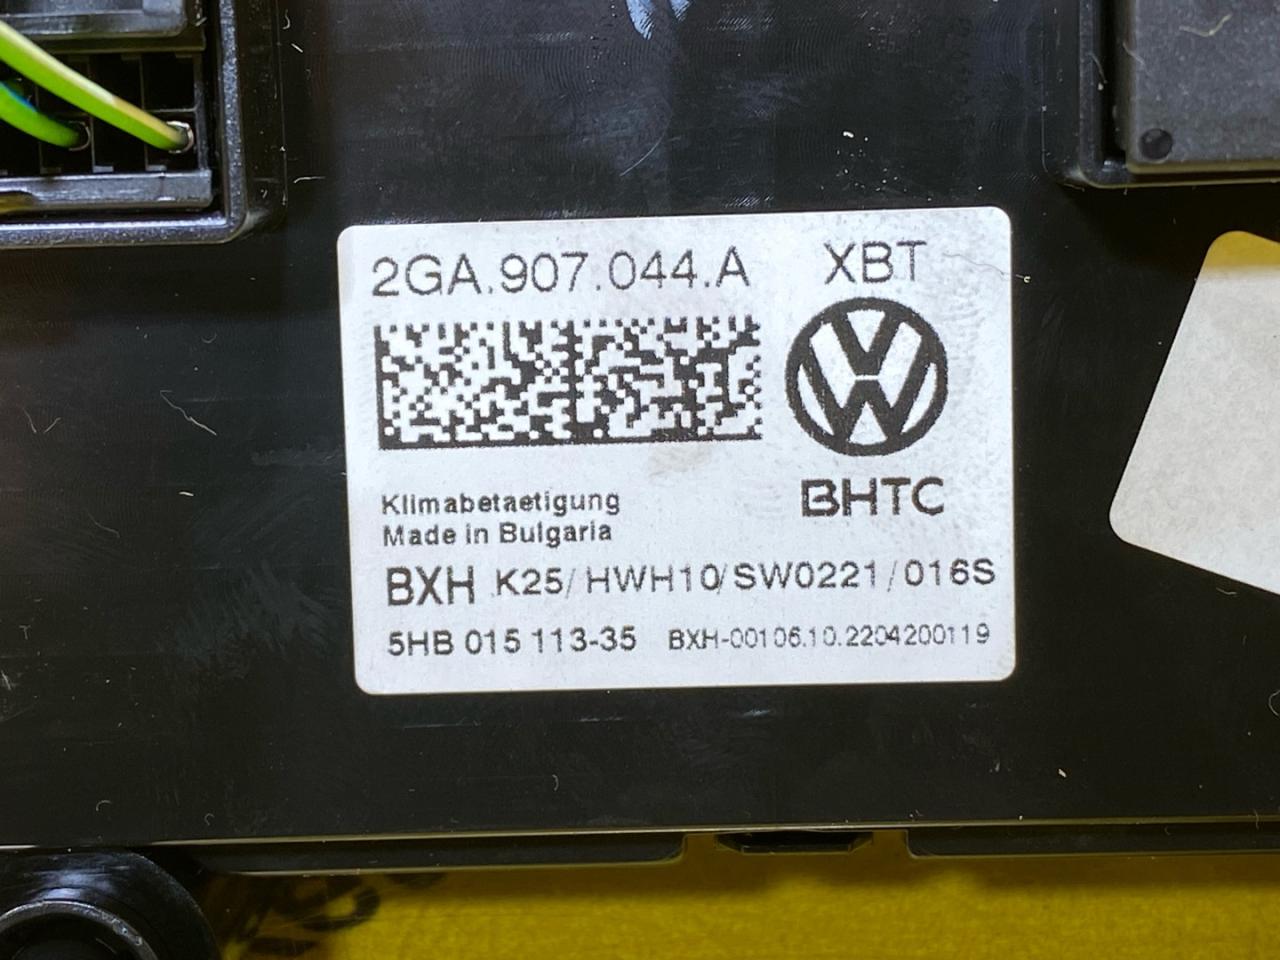 2GA.907.044.A XBT
BHTC
Klimabetaetigung
Made in Bulgaria
BXH K25/HWH10/SW0221/016S
5HB 015 113-35 BXH-00106.10.2204200119